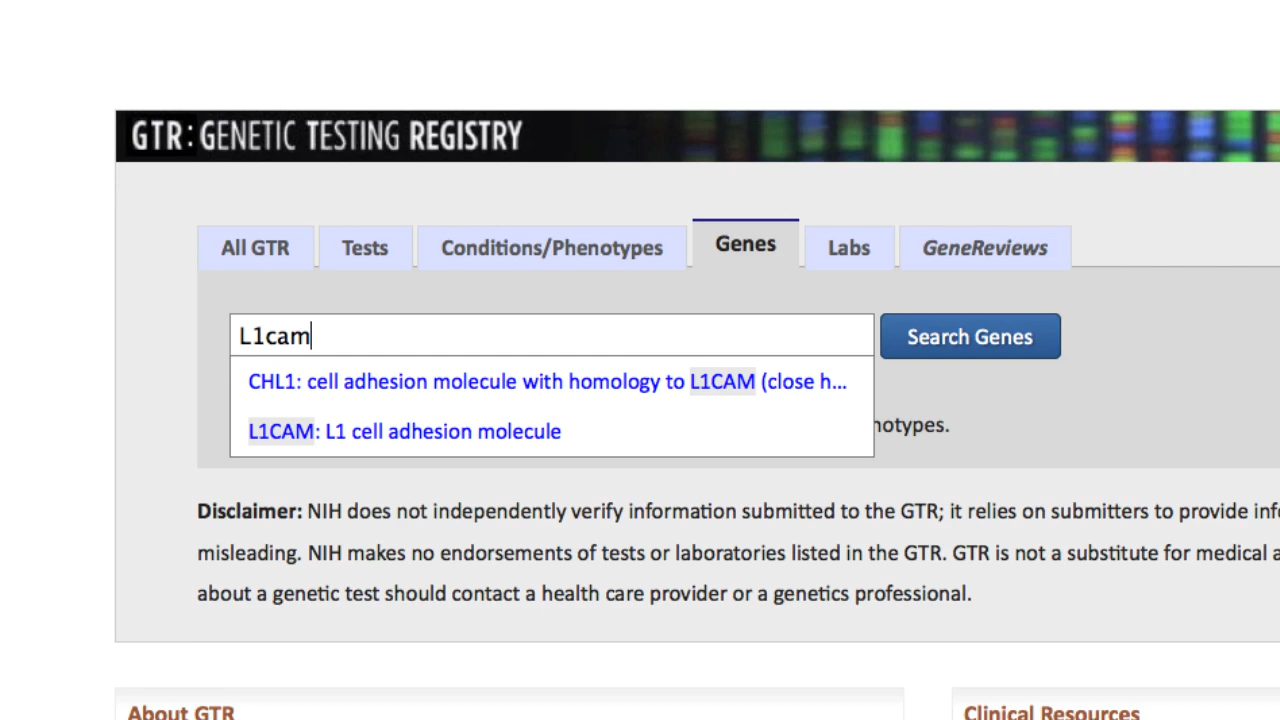 GTR: GENETIC TESTING REGISTRY
All GTR
Tests
Conditions/Phenotypes
Genes
Labs
GeneReviews
L1cam
Search Genes
CHL1: cell adhesion molecule with homology to L1CAM (close h...
L1CAM: L1 cell adhesion molecule
notypes.
Disclaimer: NIH does not independently verify information submitted to the GTR; it relies on submitters to provide inf
misleading. NIH makes no endorsements of tests or laboratories listed in the GTR. GTR is not a substitute for medical a
about a genetic test should contact a health care provider or a genetics professional.
About GTR
Clinical Resources